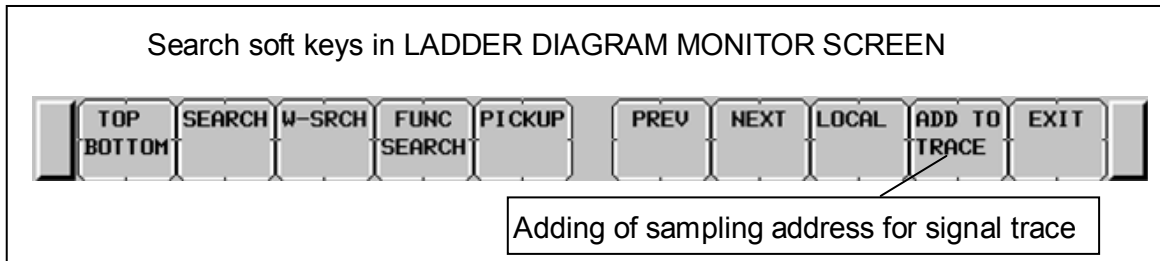 Search soft keys in LADDER DIAGRAM MONITOR SCREEN
TOP SEARCH W-SRCH FUNC PICKUP PREV NEXT LOCAL ADD TO EXIT
BOTTOM SEARCH TRACE
Adding of sampling address for signal trace